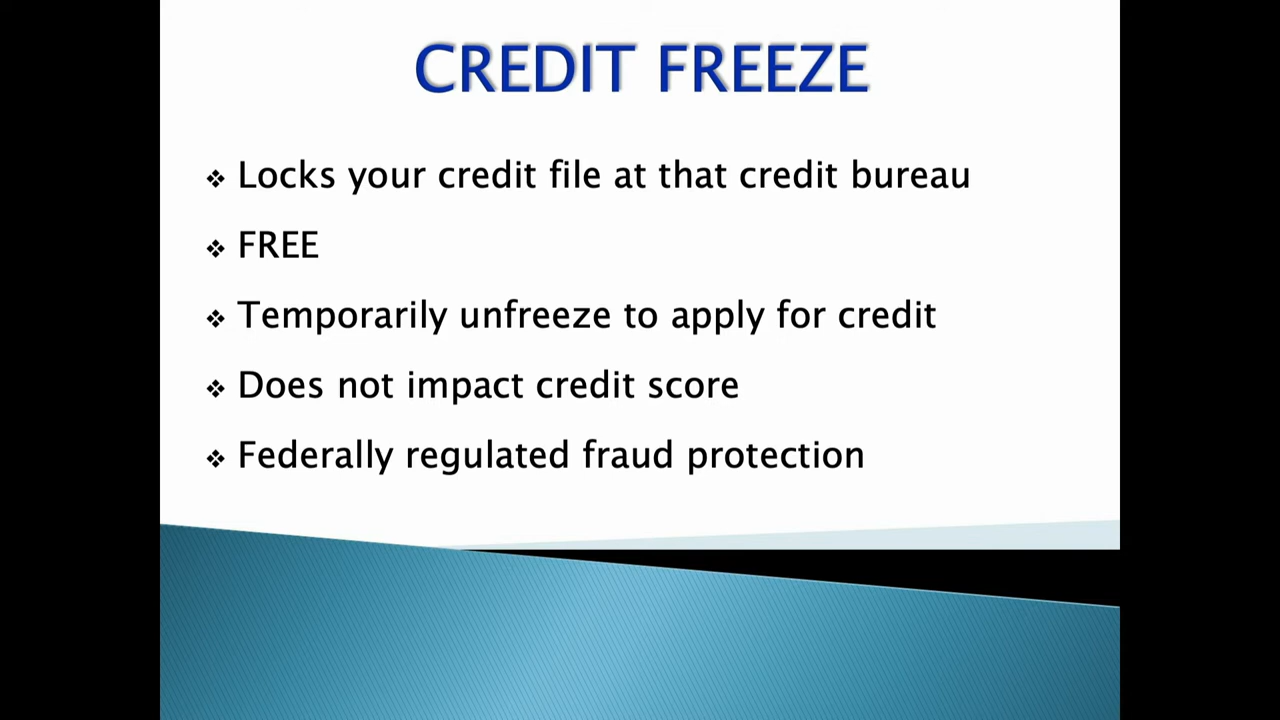 CREDIT FREEZE
❖ Locks your credit file at that credit bureau
❖ FREE
❖ Temporarily unfreeze to apply for credit
❖ Does not impact credit score
❖ Federally regulated fraud protection